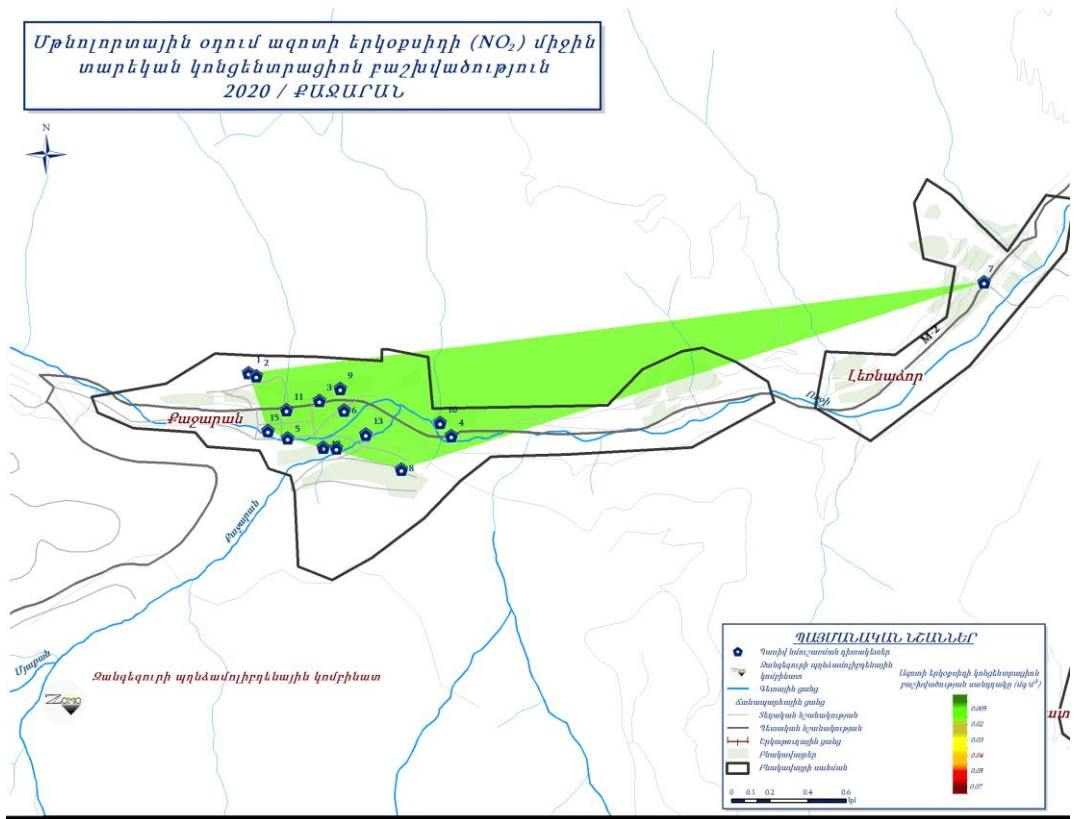 Մթնոլորտային օդում ազոտի երկօքսիդի (NO₂) միջին
տարեկան կոնցենտրացիոն բաշխվածություն
2020 / ՔԱՋԱՐԱՆ
N
7
M-2
Լեռնաձոր
Ողջի
1
2
9
3
11
6
10
Քաջարան
15
5
13
4
12
8
Քաջարան
Մյաքան
Զանգեզուրի պղնձամոլիբդենային կոմբինատ
ՊԱՅՄԱՆԱԿԱՆ ՆՇԱՆՆԵՐ
Պասիվ նմուշառման դիտակետեր
Զանգեզուրի պղնձամոլիբդենային
կոմբինատ
Գետային ցանց
Ճանապարհային ցանց
Տեղական նշանակության
Պետական նշանակության
Երկաթուղային ցանց
Բնակավայրեր
Բնակավայրի սահման
0 0.1 0.2 0.4 0.6
կմ
Ազոտի երկօքսիդի կոնցենտրացիոն
բաշխվածության սանդղակը (մգ/մ³)
0.005
0.02
0.03
0.04
0.05
0.07